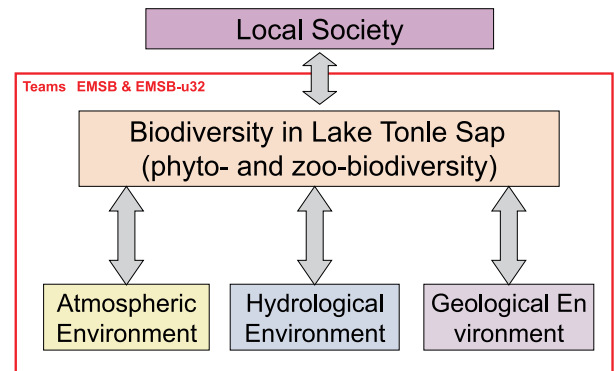 Local Society
Teams EMSB & EMSB-u32
Biodiversity in Lake Tonle Sap
(phyto- and zoo-biodiversity)
Atmospheric
Environment
Hydrological
Environment
Geological En
vironment